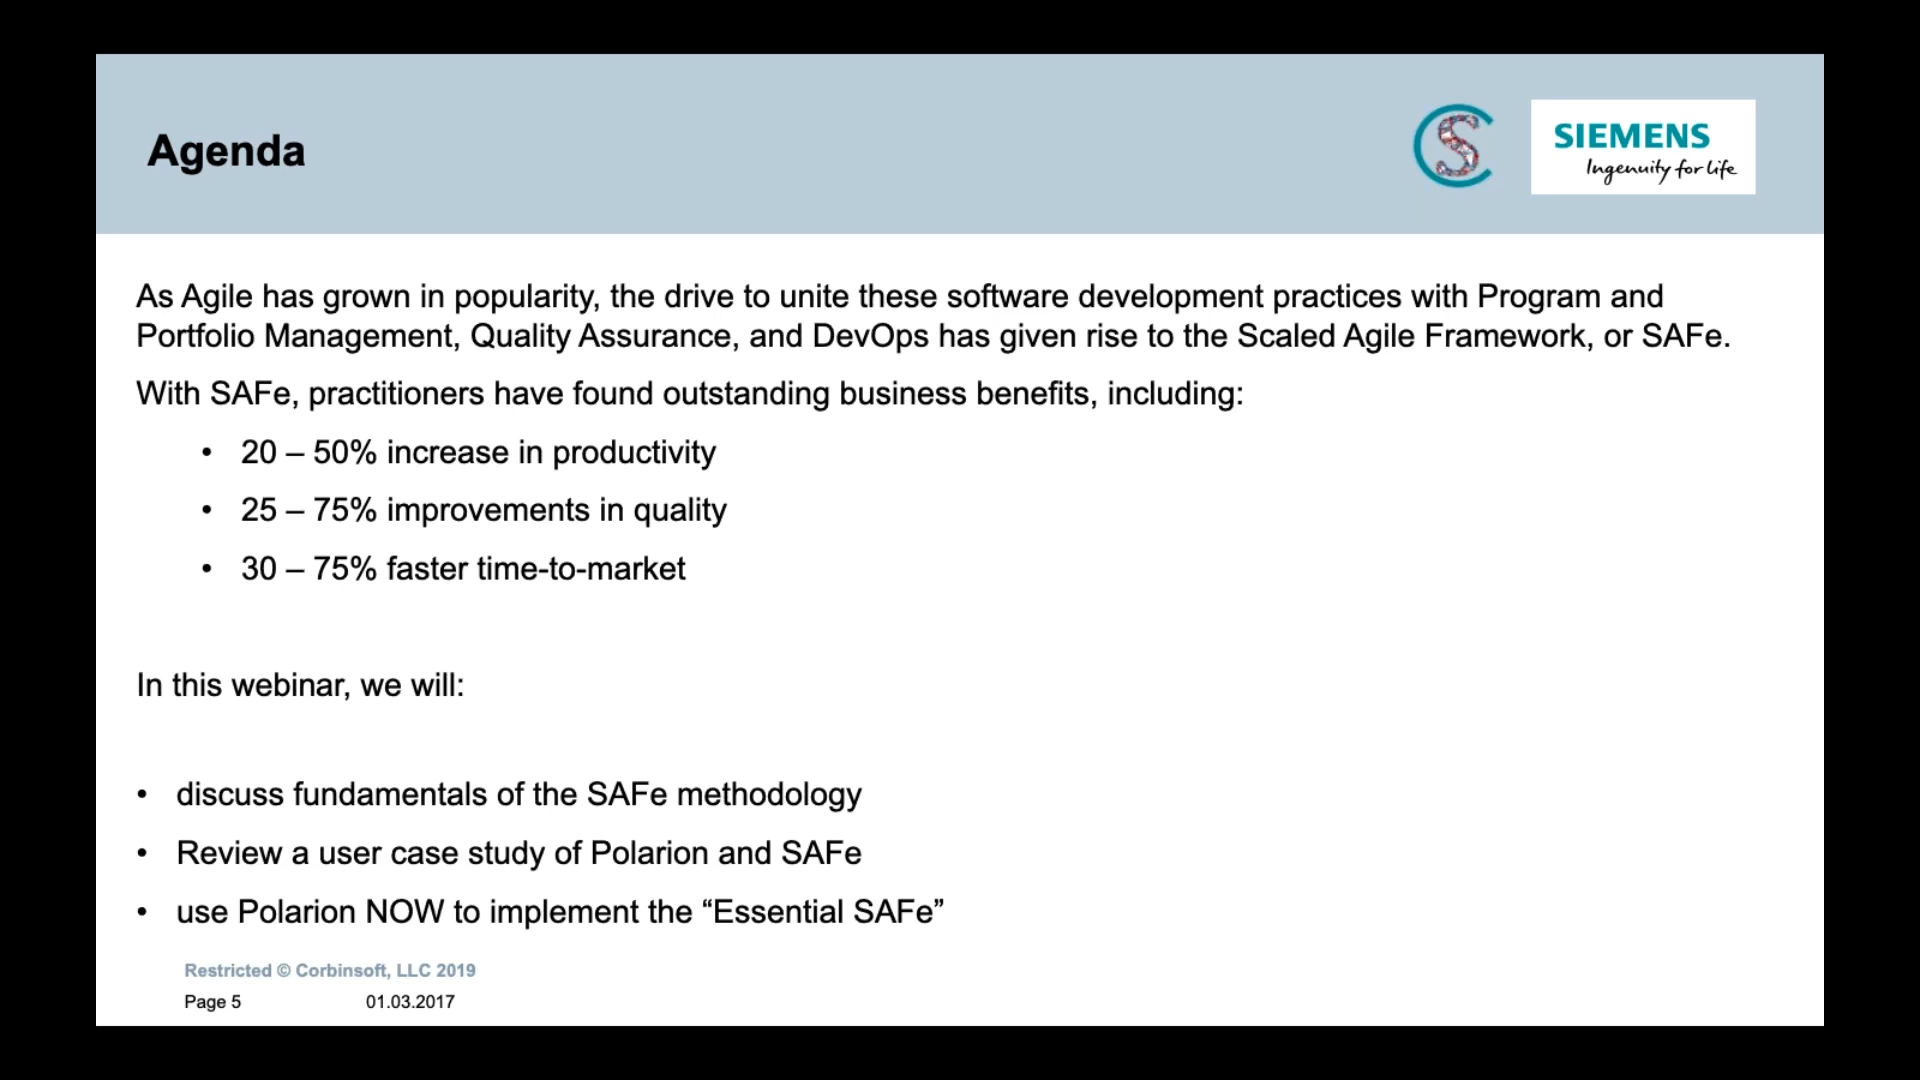 Agenda
SIEMENS
Ingenuity for life
As Agile has grown in popularity, the drive to unite these software development practices with Program and
Portfolio Management, Quality Assurance, and DevOps has given rise to the Scaled Agile Framework, or SAFe.
With SAFe, practitioners have found outstanding business benefits, including:
• 20 – 50% increase in productivity
• 25 – 75% improvements in quality
• 30 – 75% faster time-to-market
In this webinar, we will:
• discuss fundamentals of the SAFe methodology
• Review a user case study of Polarion and SAFe
• use Polarion NOW to implement the “Essential SAFe”
Restricted © Corbinsoft, LLC 2019
Page 5 01.03.2017